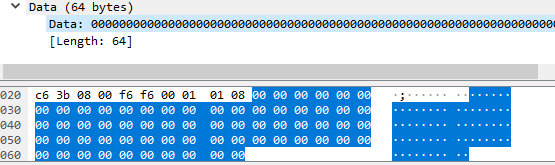 Data (64 bytes)
Data: 000000000000000000000000000000000000000000000000000000000000000000
[Length: 64]
020 c6 3b 08 00 f6 f6 00 01 01 08 00 00 00 00 00 00 ·;······ ········
030 00 00 00 00 00 00 00 00 00 00 00 00 00 00 00 00 ········ ········
040 00 00 00 00 00 00 00 00 00 00 00 00 00 00 00 00 ········ ········
050 00 00 00 00 00 00 00 00 00 00 00 00 00 00 00 00 ········ ········
060 00 00 00 00 00 00 00 00 00 00 ········ ··